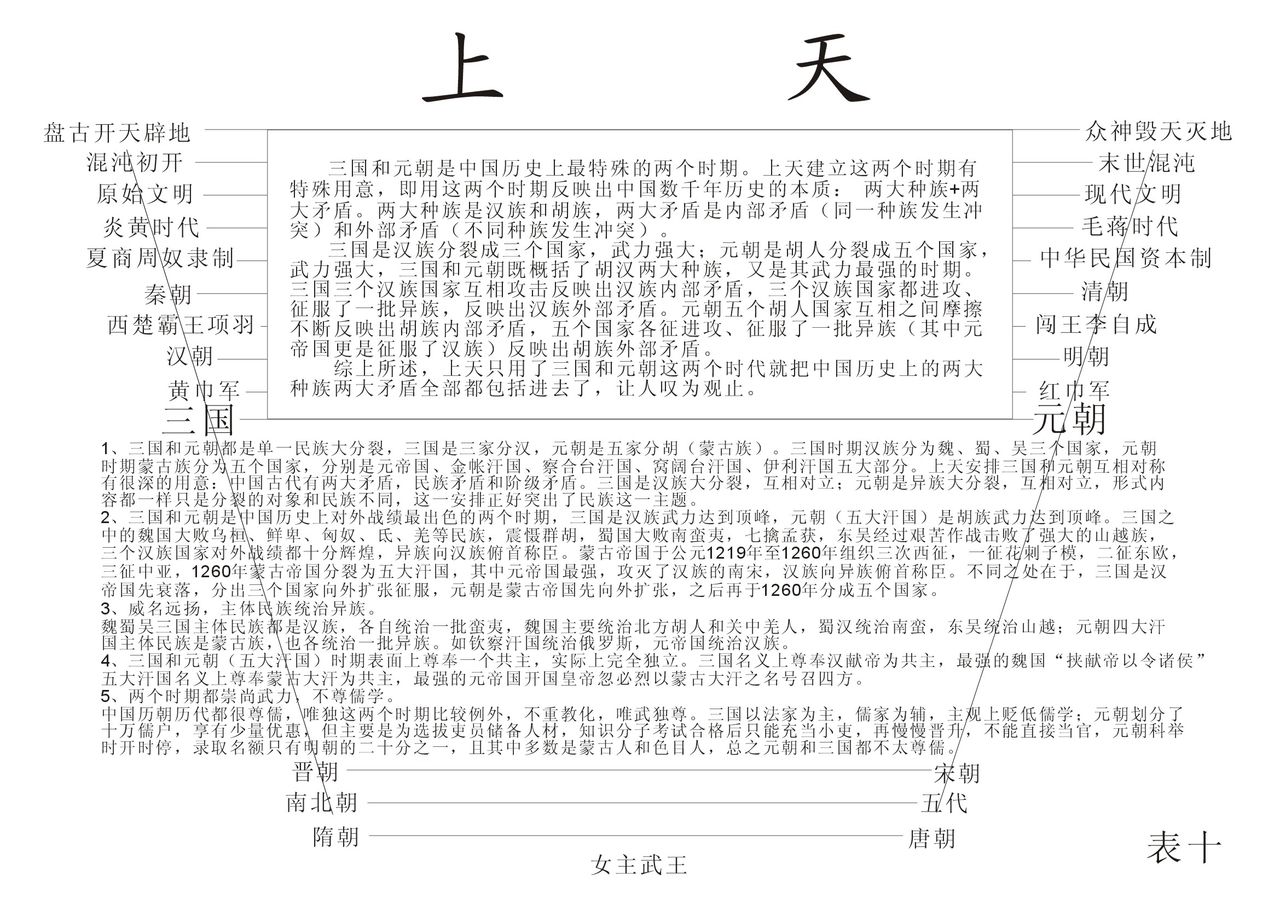 上 天
盘古开天辟地 众神毁天灭地
混沌初开 末世混沌
原始文明 现代文明
炎黄时代 毛蒋时代
夏商周奴隶制 中华民国资本制
秦朝 清朝
西楚霸王项羽 闯王李自成
汉朝 明朝
黄巾军 红巾军
三国 元朝
三国和元朝是中国历史上最特殊的两个时期。上天建立这两个时期有
特殊用意，即用这两个时期反映出中国数千年历史的本质： 两大种族+两
大矛盾。两大种族是汉族和胡族，两大矛盾是内部矛盾（同一种族发生冲
突）和外部矛盾（不同种族发生冲突）。
三国是汉族分裂成三个国家，武力强大；元朝是胡人分裂成五个国家，
武力强大，三国和元朝既概括了胡汉两大种族，又是其武力最强的时期。
三国三个汉族国家互相攻击反映出汉族内部矛盾，三个汉族国家都进攻、
征服了一批异族，反映出汉族外部矛盾。元朝五个胡人国家互相之间摩擦
不断反映出胡族内部矛盾，五个国家各征进攻、征服了一批异族（其中元
帝国更是征服了汉族）反映出胡族外部矛盾。
综上所述，上天只用了三国和元朝这两个时代就把中国历史上的两大
种族两大矛盾全部都包括进去了，让人叹为观止。
1、三国和元朝都是单一民族大分裂，三国是三家分汉，元朝是五家分胡（蒙古族）。三国时期汉族分为魏、蜀、吴三个国家，元朝
时期蒙古族分为五个国家，分别是元帝国、金帐汗国、察合台汗国、窝阔台汗国、伊利汗国五大部分。上天安排三国和元朝互相对称
有很深的用意：中国古代有两大矛盾，民族矛盾和阶级矛盾。三国是汉族大分裂，互相对立；元朝是异族大分裂，互相对立，形式内
容都一样只是分裂的对象和民族不同，这一安排正好突出了民族这一主题。
2、三国和元朝是中国历史上对外战绩最出色的两个时期，三国是汉族武力达到顶峰，元朝（五大汗国）是胡族武力达到顶峰。三国之
中的魏国大败乌桓、鲜卑、匈奴、氐、羌等民族，震慑群胡，蜀国大败南蛮夷，七擒孟获，东吴经过艰苦作战击败了强大的山越族，
三个汉族国家对外战绩都十分辉煌，异族向汉族俯首称臣。蒙古帝国于公元1219年至1260年组织三次西征，一征花剌子模，二征东欧，
三征中亚，1260年蒙古帝国分裂为五大汗国，其中元帝国最强，攻灭了汉族的南宋，汉族向异族俯首称臣。不同之处在于，三国是汉
帝国先衰落，分出三个国家向外扩张征服，元朝是蒙古帝国先向外扩张，之后再于1260年分成五个国家。
3、威名远扬，主体民族统治异族。
魏蜀吴三国主体民族都是汉族，各自统治一批蛮夷，魏国主要统治北方胡人和关中羌人，蜀汉统治南蛮，东吴统治山越；元朝四大汗
国主体民族是蒙古族，也各统治一批异族。如钦察汗国统治俄罗斯，元帝国统治汉族。
4、三国和元朝（五大汗国）时期表面上尊奉一个共主，实际上完全独立。三国名义上尊奉汉献帝为共主，最强的魏国“挟献帝以令诸侯”
五大汗国名义上尊奉蒙古大汗为共主，最强的元帝国开国皇帝忽必烈以蒙古大汗之名号召四方。
5、两个时期都崇尚武力，不尊儒学。
中国历朝历代都很尊儒，唯独这两个时期比较例外，不重教化，唯武独尊。三国以法家为主，儒家为辅，主观上贬低儒学；元朝划分了
十万儒户，享有少量优惠，但主要是为选拔吏员储备人材，知识分子考试合格后只能充当小吏，再慢慢晋升，不能直接当官，元朝科举
时开时停，录取名额只有明朝的二十分之一，且其中多数是蒙古人和色目人，总之元朝和三国都不太尊儒。
晋朝 宋朝
南北朝 五代
隋朝 唐朝
女主武王
表十